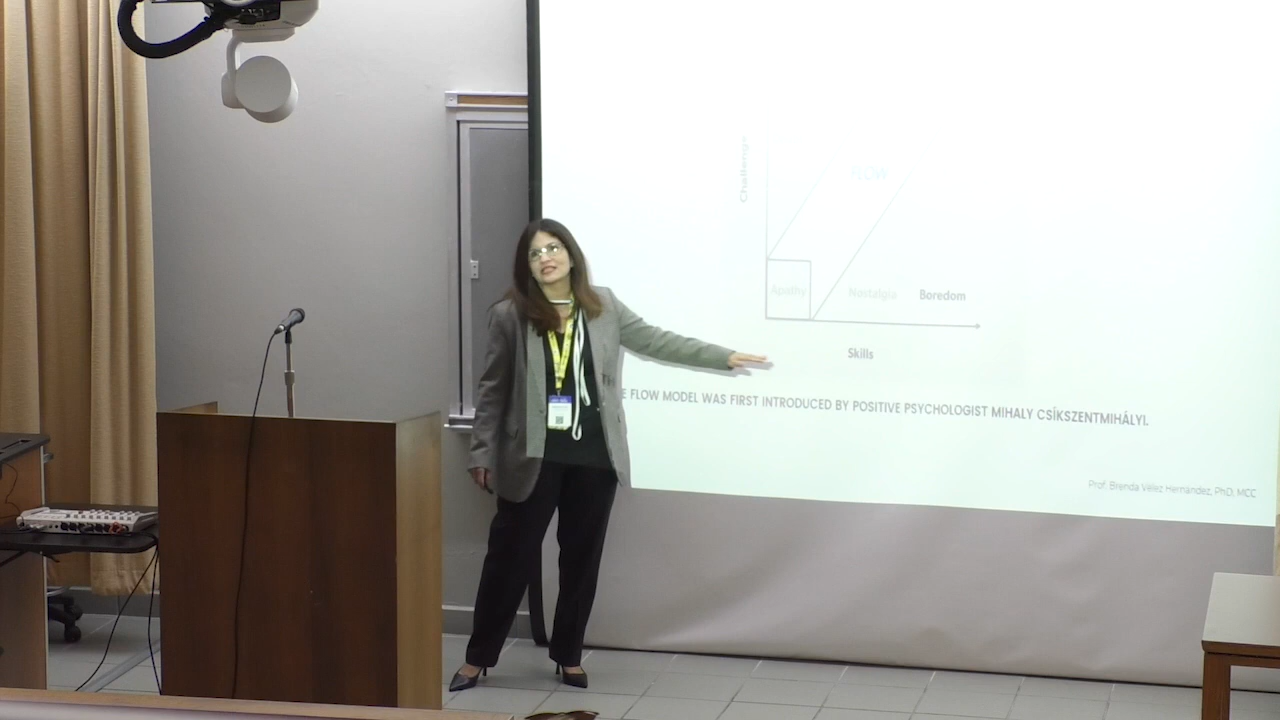 Challenge
FLOW
Apathy
Nostalgia
Boredom
Skills
THE FLOW MODEL WAS FIRST INTRODUCED BY POSITIVE PSYCHOLOGIST MIHALY CSÍKSZENTMIHÁLYI.
Prof. Brenda Vélez Hernández, PhD, MCC